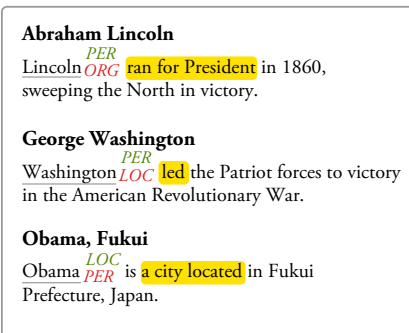 Abraham Lincoln
PER
Lincoln ORG ran for President in 1860,
sweeping the North in victory.
George Washington
PER
Washington LOC led the Patriot forces to victory
in the American Revolutionary War.
Obama, Fukui
LOC
Obama PER is a city located in Fukui
Prefecture, Japan.